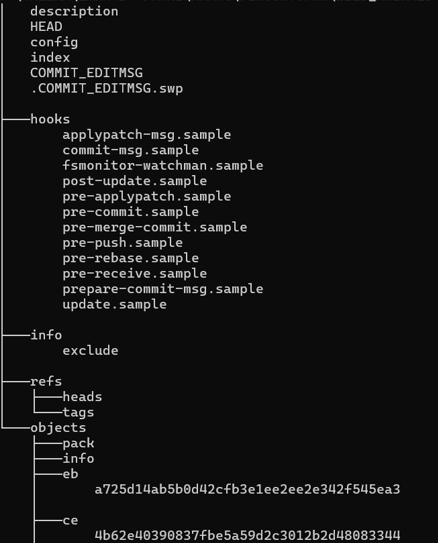 description
HEAD
config
index
COMMIT_EDITMSG
.COMMIT_EDITMSG.swp
hooks
applypatch-msg.sample
commit-msg.sample
fsmonitor-watchman.sample
post-update.sample
pre-applypatch.sample
pre-commit.sample
pre-merge-commit.sample
pre-push.sample
pre-rebase.sample
pre-receive.sample
prepare-commit-msg.sample
update.sample
info
exclude
refs
heads
tags
objects
pack
info
eb
a725d14ab5b0d42cfb3e1ee2ee2e342f545ea3
ce
4b62e40390837fbe5a59d2c3012b2d48083344